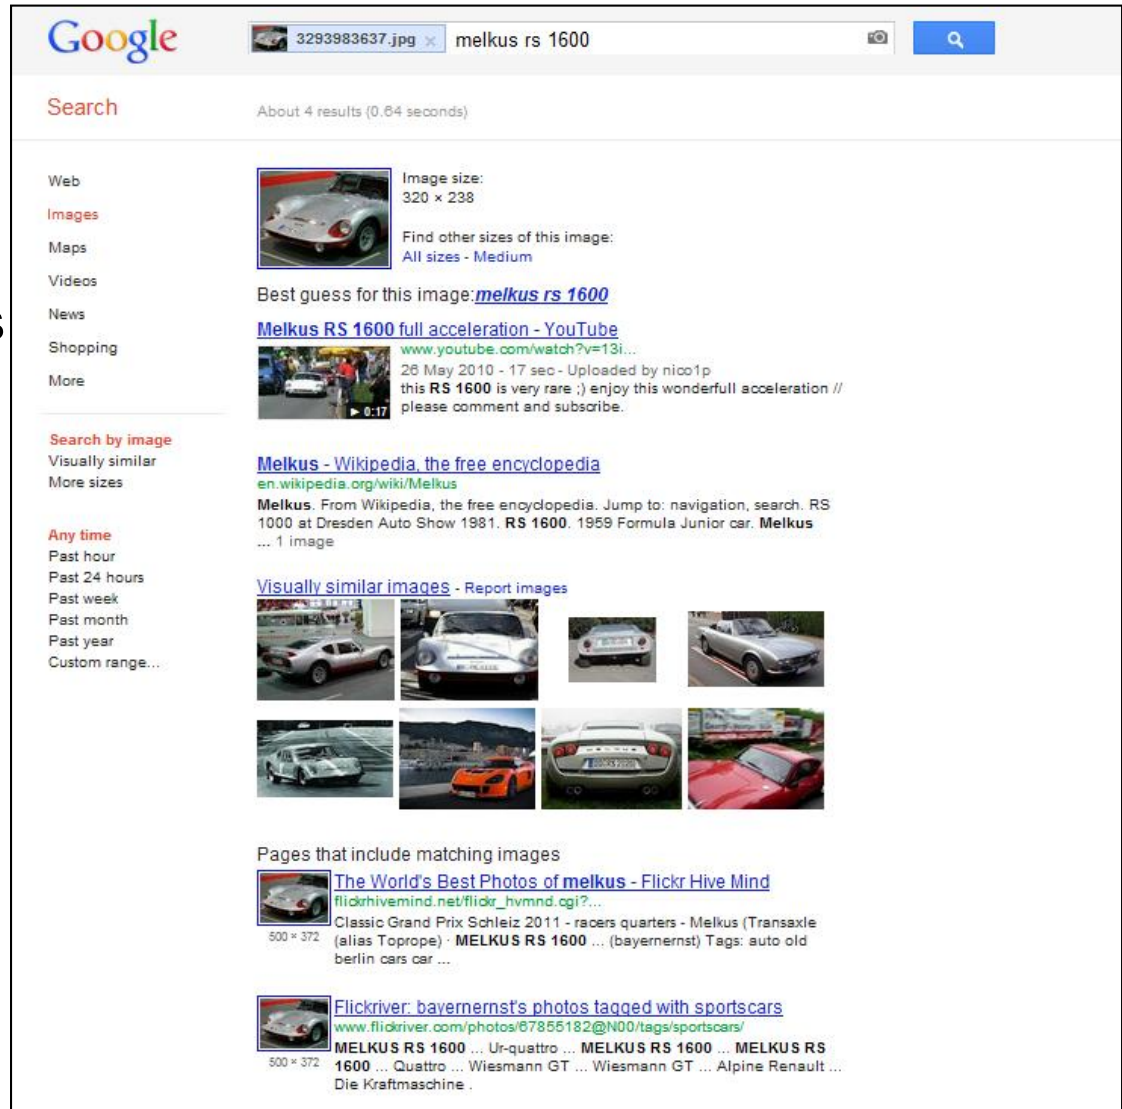 Google
3293983637.jpg × melkus rs 1600
Search
About 4 results (0.64 seconds)
Web
Images
Maps
Videos
News
Shopping
More
Search by image
Visually similar
More sizes
Any time
Past hour
Past 24 hours
Past week
Past month
Past year
Custom range...
s
Image size:
320 × 238
Find other sizes of this image:
All sizes - Medium
Best guess for this image: melkus rs 1600
Melkus RS 1600 full acceleration - YouTube
www.youtube.com/watch?v=13i...
26 May 2010 - 17 sec - Uploaded by nico1p
this RS 1600 is very rare ;) enjoy this wonderfull acceleration //
please comment and subscribe.
► 0:17
Melkus - Wikipedia, the free encyclopedia
en.wikipedia.org/wiki/Melkus
Melkus. From Wikipedia, the free encyclopedia. Jump to: navigation, search. RS
1000 at Dresden Auto Show 1981. RS 1600. 1959 Formula Junior car. Melkus
... 1 image
Visually similar images - Report images
Pages that include matching images
The World's Best Photos of melkus - Flickr Hive Mind
flickrhivemind.net/flickr_hvmnd.cgi?...
500 × 372
Classic Grand Prix Schleiz 2011 - racers quarters - Melkus (Transaxle
(alias Toprope) · MELKUS RS 1600 ... (bayernernst) Tags: auto old
berlin cars car ...
Flickriver: bayernernst's photos tagged with sportscars
www.flickriver.com/photos/67855182@N00/tags/sportscars/
500 × 372
MELKUS RS 1600 ... Ur-quattro ... MELKUS RS 1600 ... MELKUS RS
1600 ... Quattro ... Wiesmann GT ... Wiesmann GT ... Alpine Renault ...
Die Kraftmaschine .